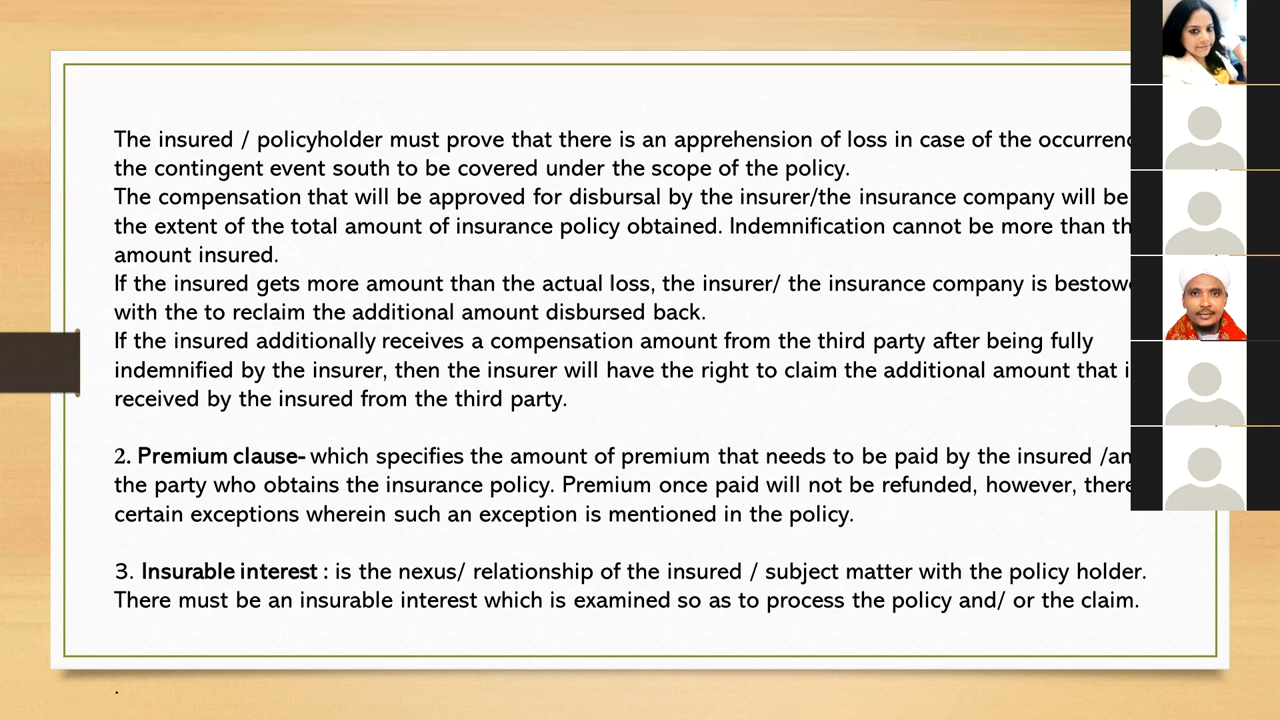 The insured / policyholder must prove that there is an apprehension of loss in case of the
the contingent event south to be covered under the scope of the policy.
The compensation that will be approved for disbursal by the insurer/the insurance company will be
the extent of the total amount of insurance policy obtained. Indemnification cannot be more than
amount insured.
If the insured gets more amount than the actual loss, the insurer/ the insurance company is
with the to reclaim the additional amount disbursed back.
If the insured additionally receives a compensation amount from the third party after being fully
indemnified by the insurer, then the insurer will have the right to claim the additional amount that
received by the insured from the third party.
2. Premium clause- which specifies the amount of premium that needs to be paid by the insured
the party who obtains the insurance policy. Premium once paid will not be refunded, however, there
certain exceptions wherein such an exception is mentioned in the policy.
3. Insurable interest : is the nexus/ relationship of the insured / subject matter with the policy holder.
There must be an insurable interest which is examined so as to process the policy and/ or the claim.
.